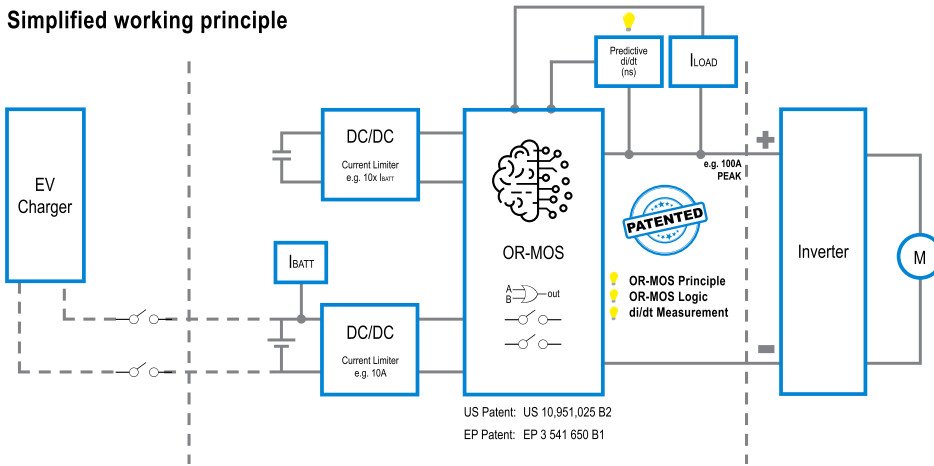 Simplified working principle
EV
Charger
DC/DC
Current Limiter
e.g. 10x IBATT
IBATT
DC/DC
Current Limiter
e.g. 10A
OR-MOS
A
B
out
Predictive
di/dt
(ns)
ILOAD
e.g. 100A
PEAK
PATENTED
OR-MOS Principle
OR-MOS Logic
di/dt Measurement
+
−
Inverter
M
US Patent: US 10,951,025 B2
EP Patent: EP 3 541 650 B1